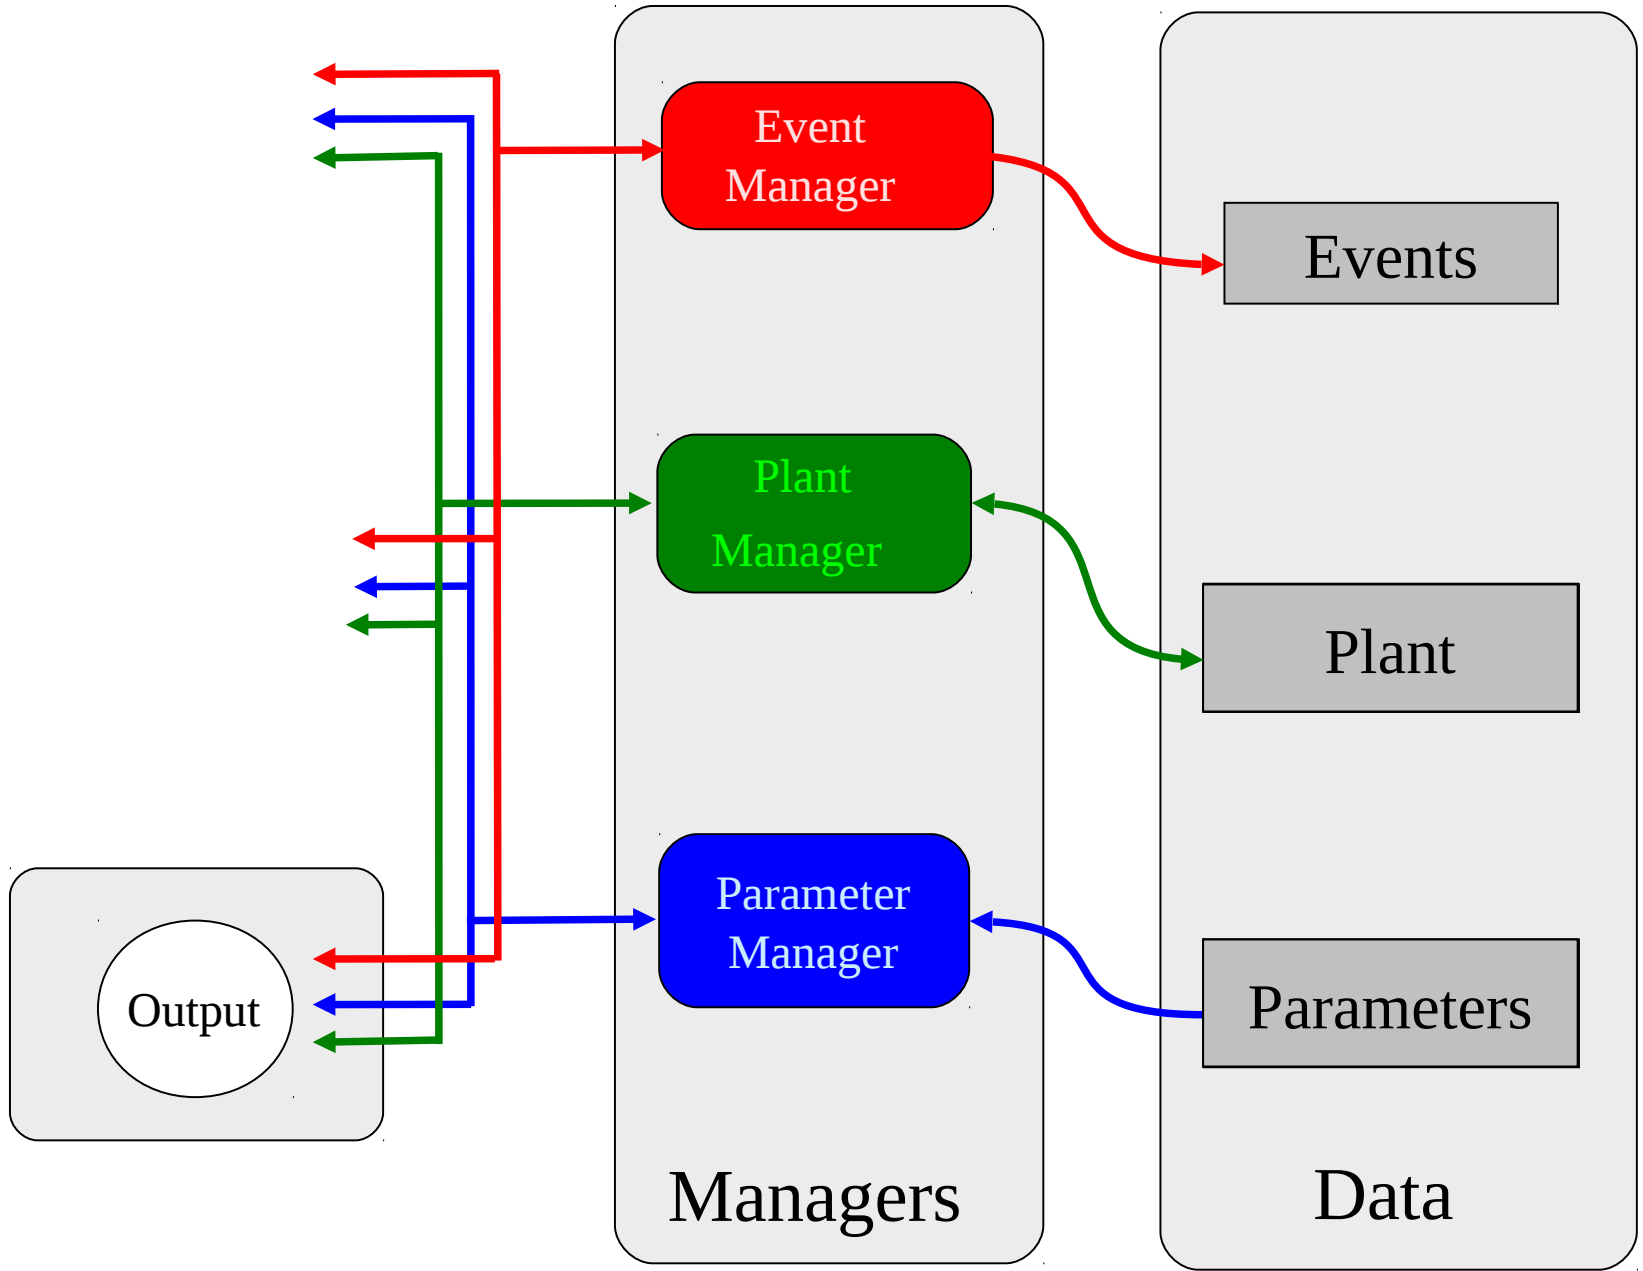 Event
Manager
Events
Plant
Manager
Plant
Parameter
Manager
Parameters
Output
Managers
Data